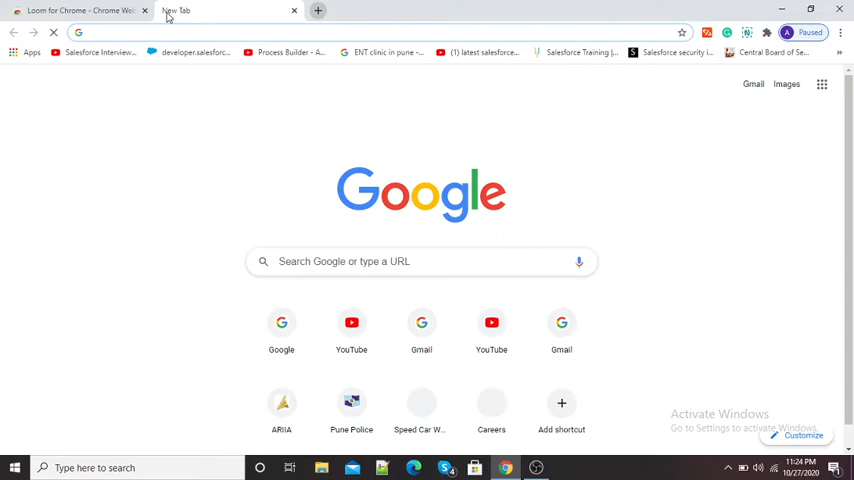 Loom for Chrome - Chrome Web
New Tab
A Paused
Apps
Salesforce Interview...
developer.salesforc...
Process Builder - A...
ENT clinic in pune -...
(1) latest salesforce...
Salesforce Training |...
S Salesforce security i...
Central Board of Se...
»
Gmail Images
Google
Search Google or type a URL
Google YouTube Gmail YouTube Gmail
ARIIA Pune Police Speed Car W... Careers Add shortcut
Activate Windows
Go to Settings to activate Windows.
Customize
Type here to search
4
11:24 PM
10/27/2020
1